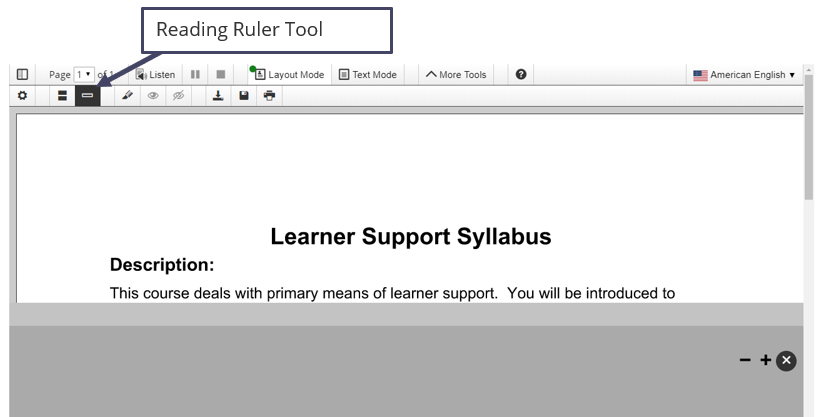 Reading Ruler Tool
Page 1 of 1 Listen Layout Mode Text Mode More Tools ? American English
Learner Support Syllabus
Description:
This course deals with primary means of learner support.  You will be introduced to